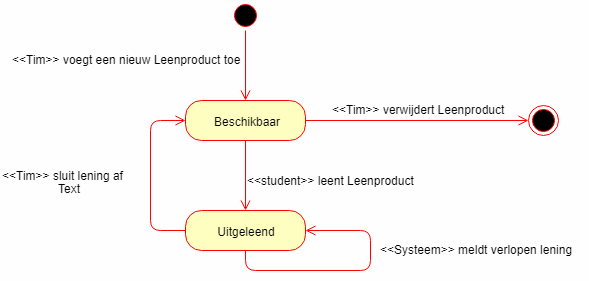 <<Tim>> voegt een nieuw Leenproduct toe
<<Tim>> verwijdert Leenproduct
Beschikbaar
<<Tim>> sluit lening af
Text
<<student>> leent Leenproduct
Uitgeleend
<<Systeem>> meldt verlopen lening